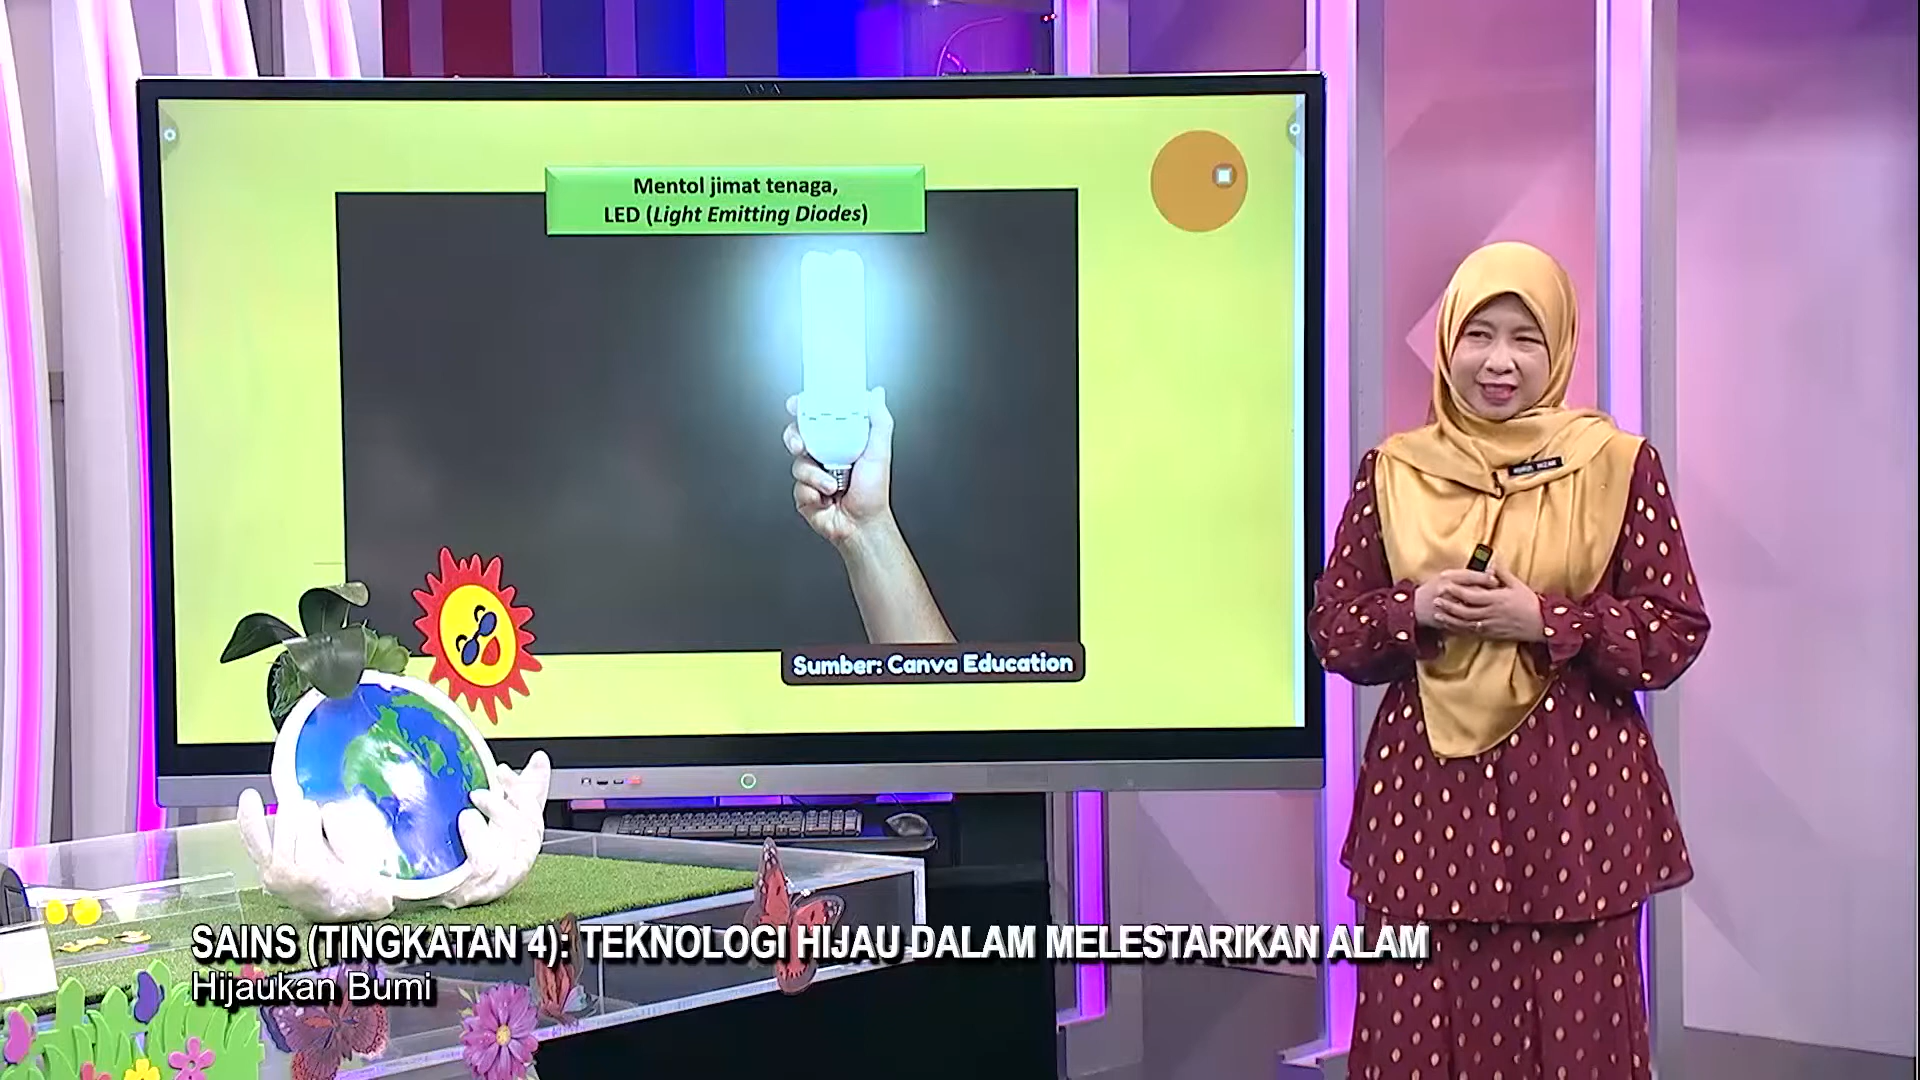 Mentol jimat tenaga,
LED (Light Emitting Diodes)
Sumber: Canva Education
SAINS (TINGKATAN 4): TEKNOLOGI HIJAU DALAM MELESTARIKAN ALAM
Hijaukan Bumi